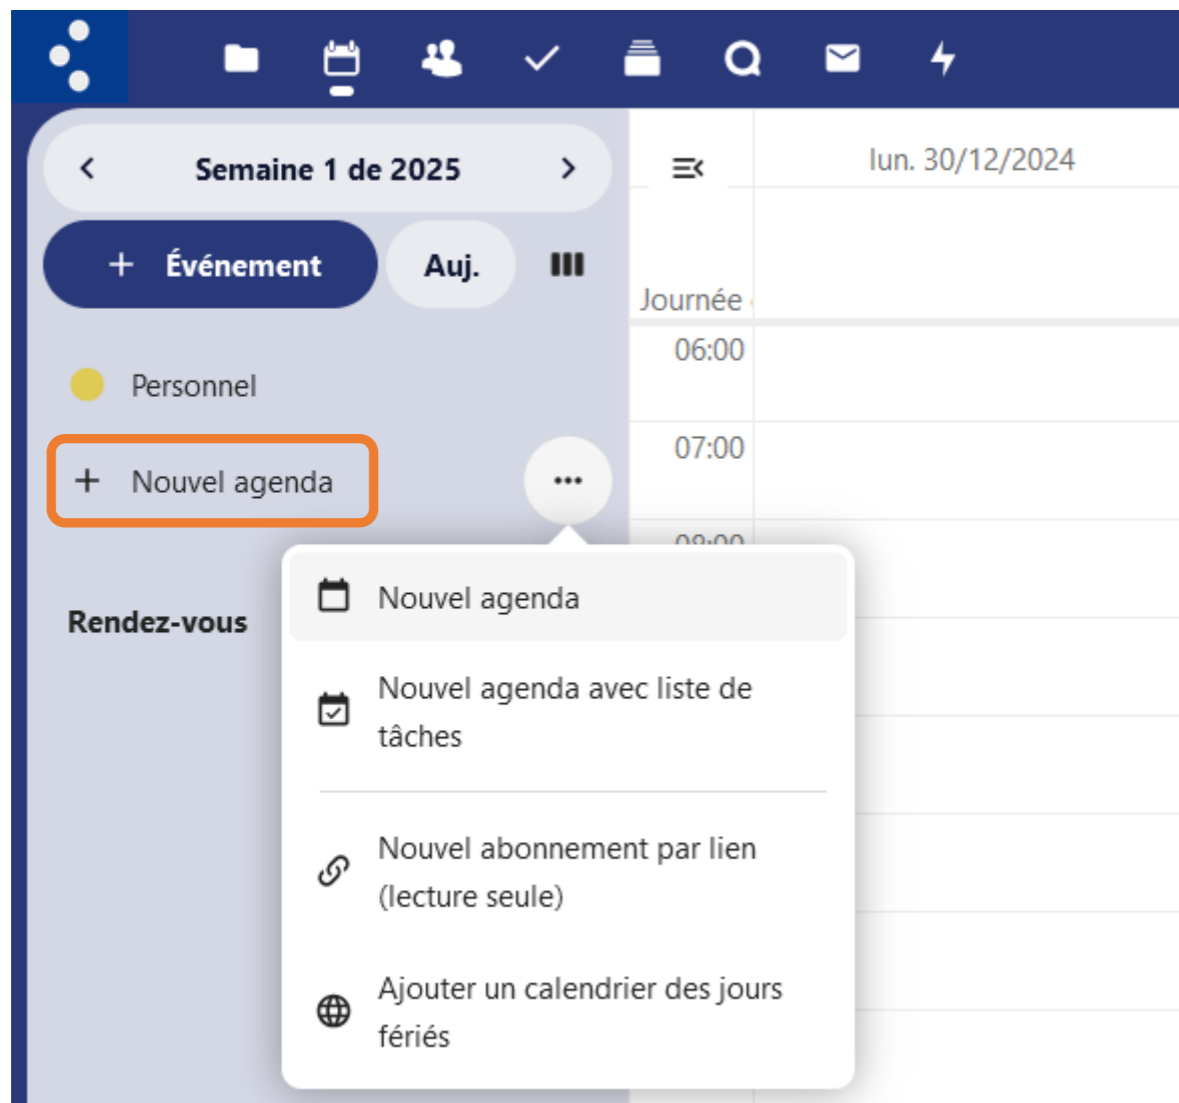 Semaine 1 de 2025
lun. 30/12/2024
+ Événement
Auj.
Journée
06:00
Personnel
07:00
+ Nouvel agenda
...
08:00
Nouvel agenda
Rendez-vous
Nouvel agenda avec liste de
tâches
Nouvel abonnement par lien
(lecture seule)
Ajouter un calendrier des jours
fériés